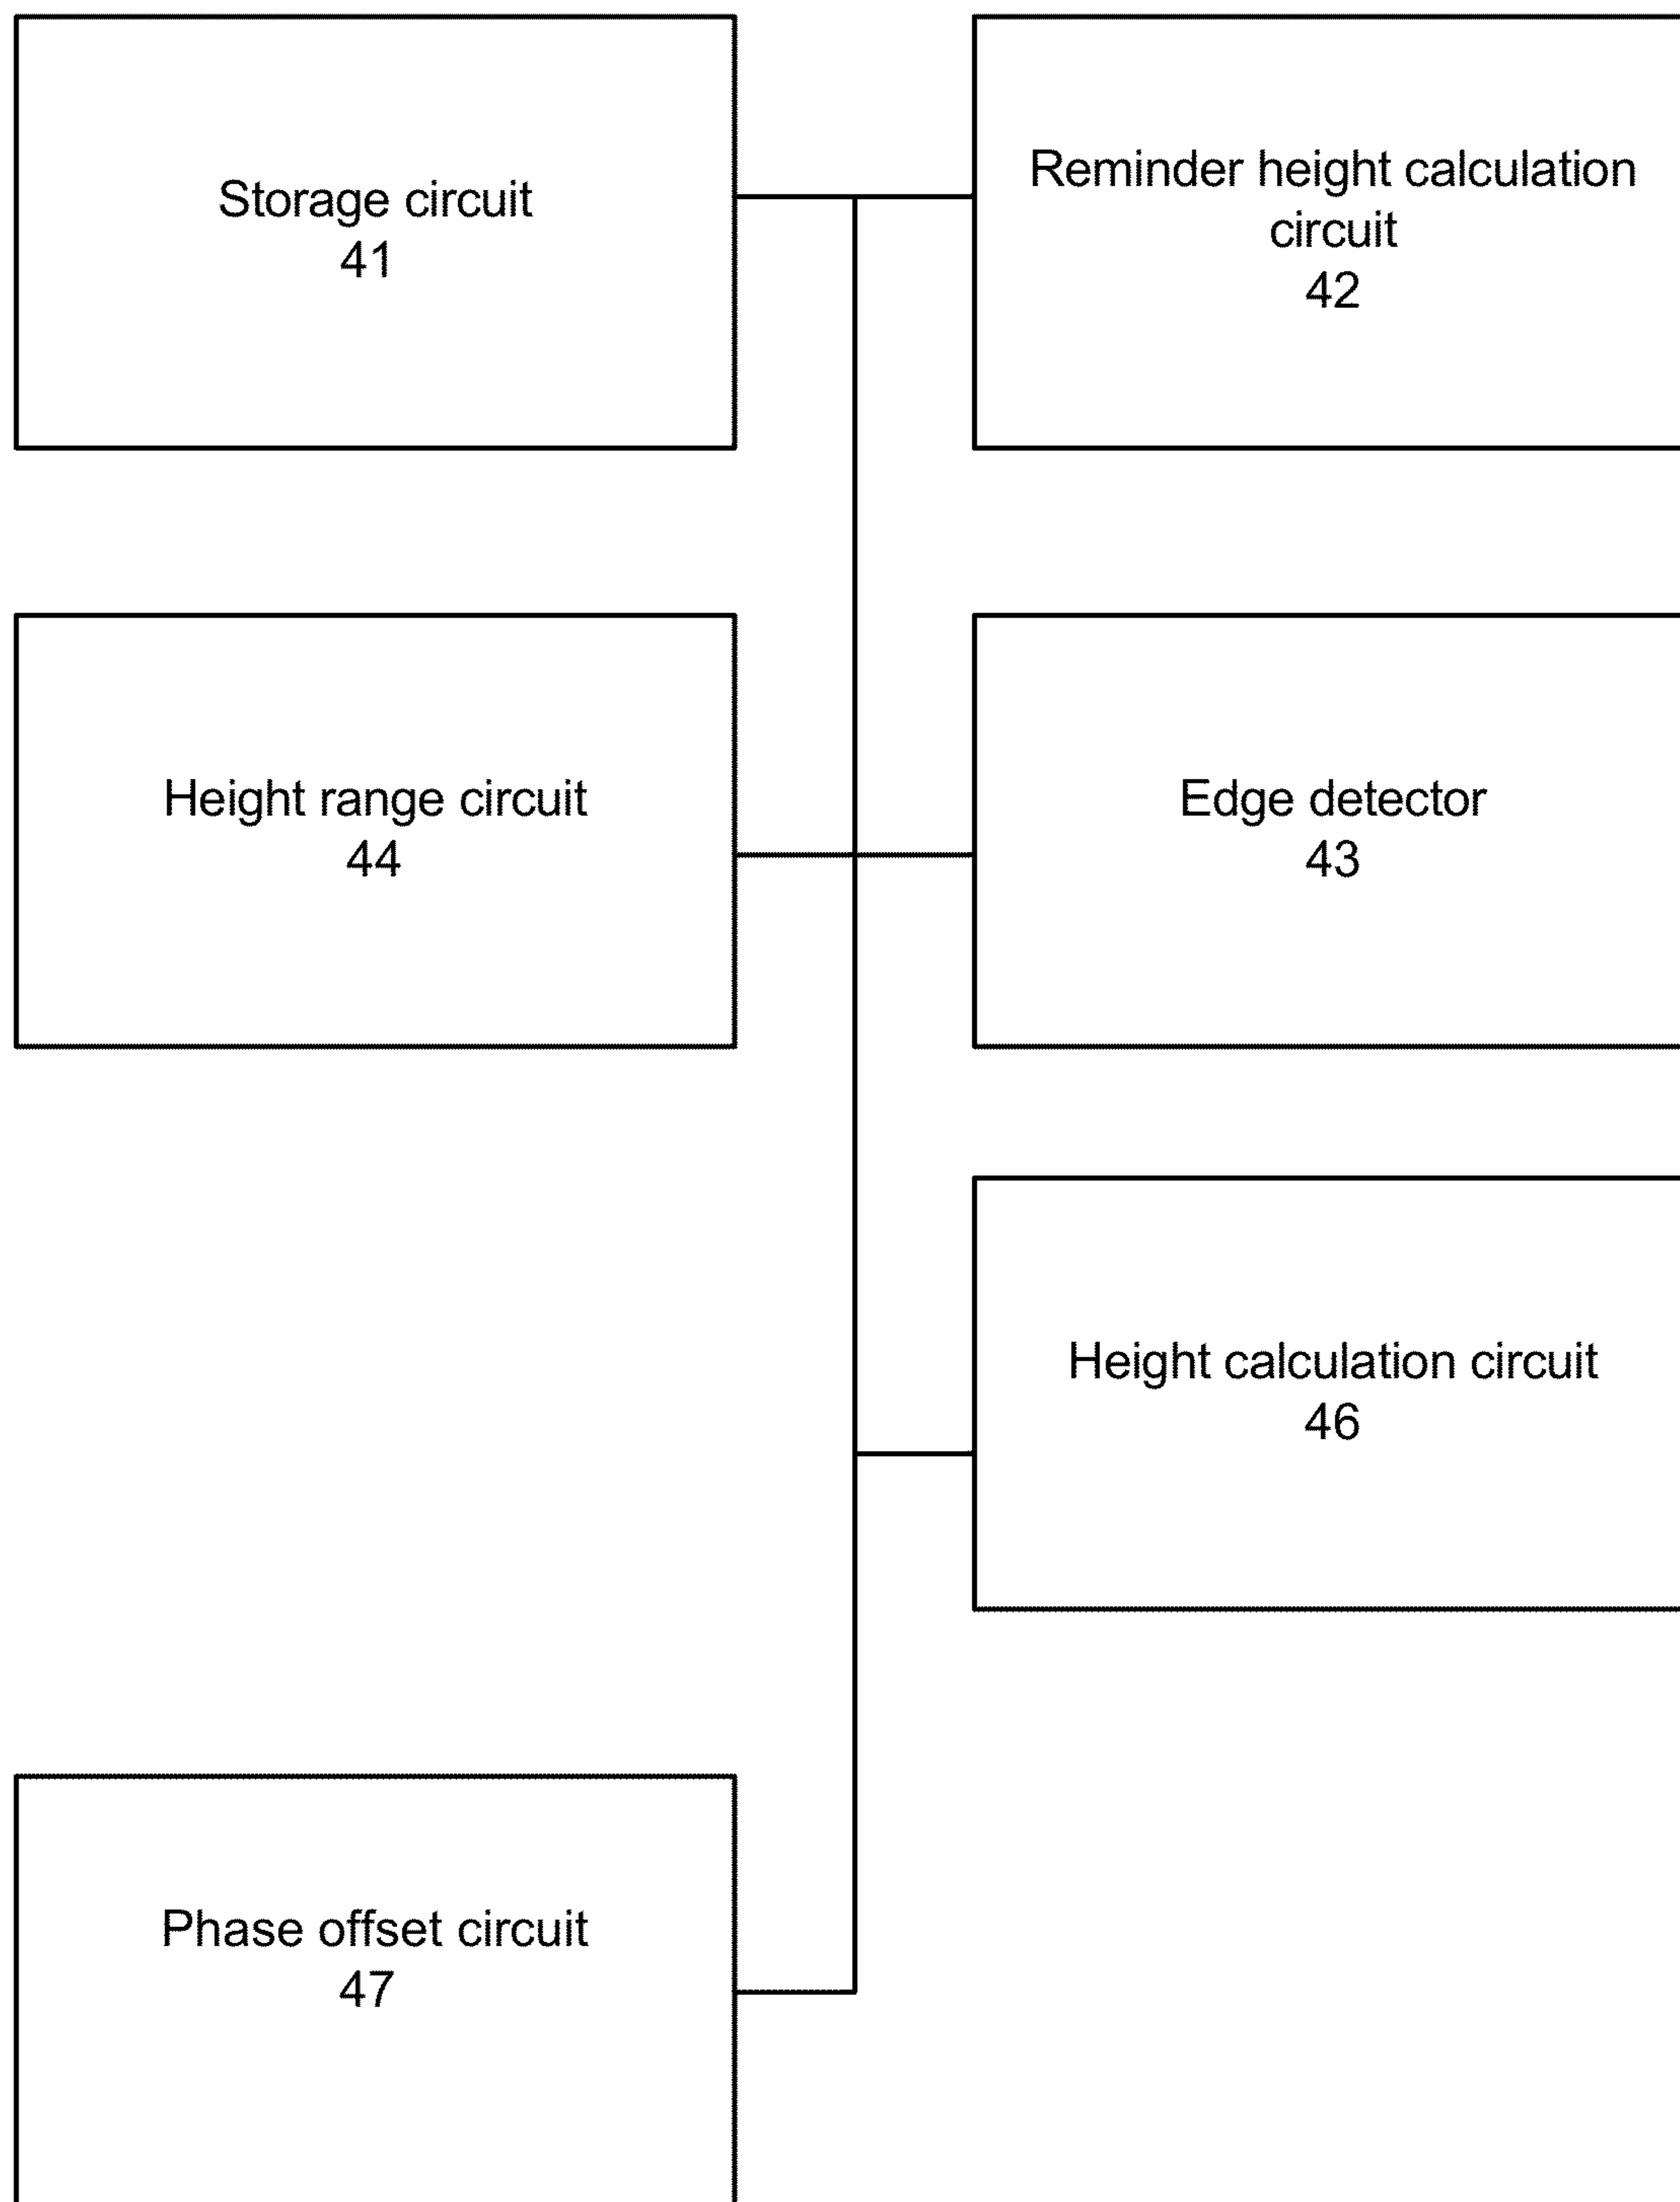 Storage circuit
41
Reminder height calculation
circuit
42
Height range circuit
44
Edge detector
43
Height calculation circuit
46
Phase offset circuit
47